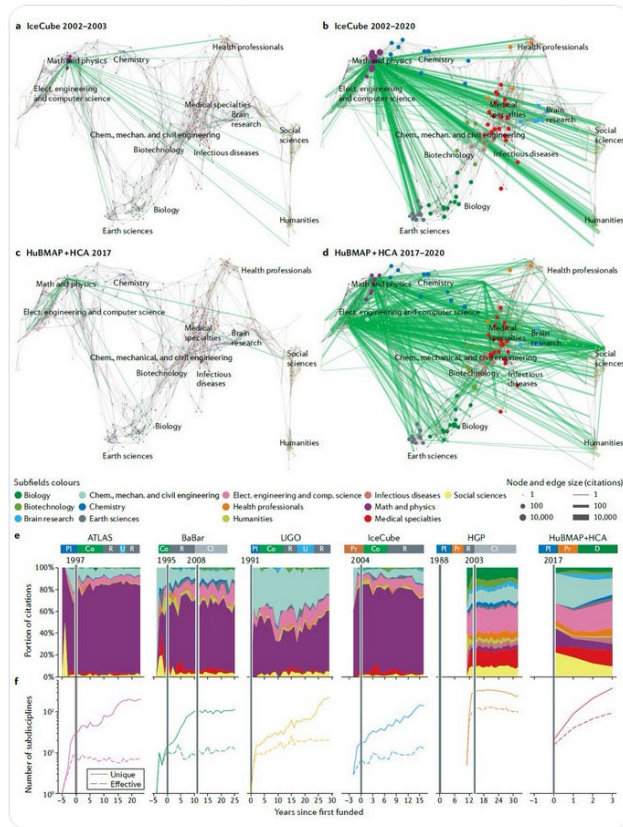 a IceCube 2002–2003
Health professionals
Math and physics
Chemistry
Elect. engineering
and computer science
Medical specialties
Brain
research
Social
sciences
Chem., mechan. and civil engineering
Biotechnology
Infectious diseases
Biology
Earth sciences
Humanities
b IceCube 2002–2020
Health professionals
Math and physics
Chemistry
Elect. engineering
and computer science
Medical
specialties
Brain
research
Social
sciences
Chem., mechan. and civil engineering
Biotechnology
Infectious diseases
Biology
Earth sciences
Humanities
c HuBMAP+HCA 2017
Health professionals
Math and physics
Chemistry
Elect. engineering and computer science
Medical
specialties
Brain
research
Social
sciences
Chem., mechanical, and civil engineering
Biotechnology
Infectious
diseases
Biology
Earth sciences
Humanities
d HuBMAP+HCA 2017–2020
Health professionals
Math and physics
Chemistry
Elect. engineering and computer science
Medical
specialties
Brain
research
Social
sciences
Chem., mechanical, and civil engineering
Biotechnology
Infectious
diseases
Biology
Earth sciences
Humanities
Subfields colours
Biology
Biotechnology
Brain research
Chem., mechan. and civil engineering
Chemistry
Earth sciences
Elect. engineering and comp. science
Health professionals
Humanities
Infectious diseases
Math and physics
Medical specialties
Social sciences
Node and edge size (citations)
1 1
100 100
10,000 10,000
e ATLAS BaBar LIGO IceCube HGP HuBMAP+HCA
Pl Co R U R
Co R Cl
Pl Co R U R
Pr Co R
Pl Pr R Cl
Pl Pr D
1997 1995 2008 1991 2004 1988 2003 2017
Portion of citations
100%
80%
60%
40%
20%
0%
f
Number of subdisciplines
10²
10¹
10⁰
Unique
Effective
−5 0 5 10 15 20
0 5 10 15 20 25
0 5 10 15 20 25 30
−3 0 3 6 9 12 15
0 6 12 18 24 30
0 1 2 3
Years since first funded